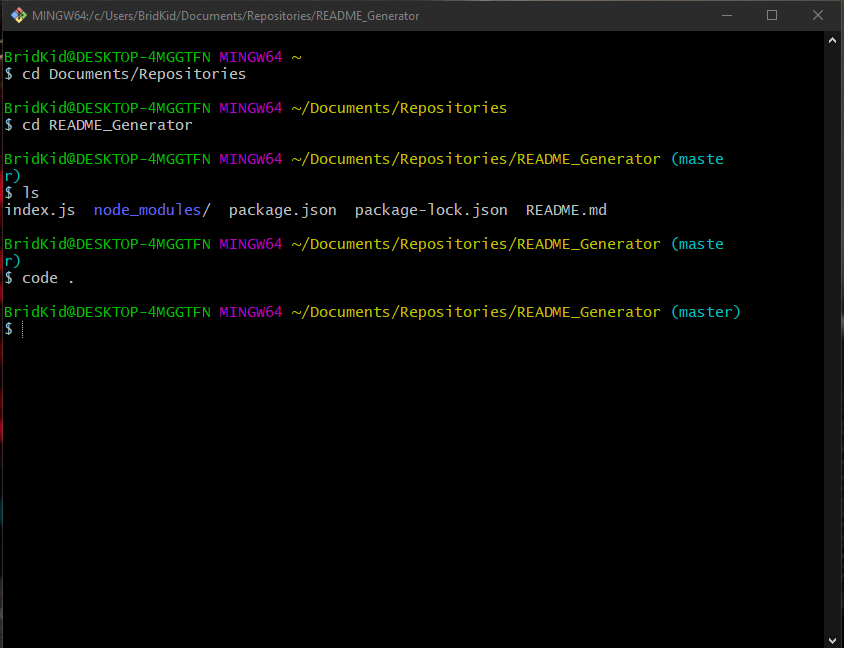 MINGW64:/c/Users/BridKid/Documents/Repositories/README_Generator
BridKid@DESKTOP-4MGGTFN MINGW64 ~
$ cd Documents/Repositories
BridKid@DESKTOP-4MGGTFN MINGW64 ~/Documents/Repositories
$ cd README_Generator
BridKid@DESKTOP-4MGGTFN MINGW64 ~/Documents/Repositories/README_Generator (maste
r)
$ ls
index.js  node_modules/  package.json  package-lock.json  README.md
BridKid@DESKTOP-4MGGTFN MINGW64 ~/Documents/Repositories/README_Generator (maste
r)
$ code .
BridKid@DESKTOP-4MGGTFN MINGW64 ~/Documents/Repositories/README_Generator (master)
$